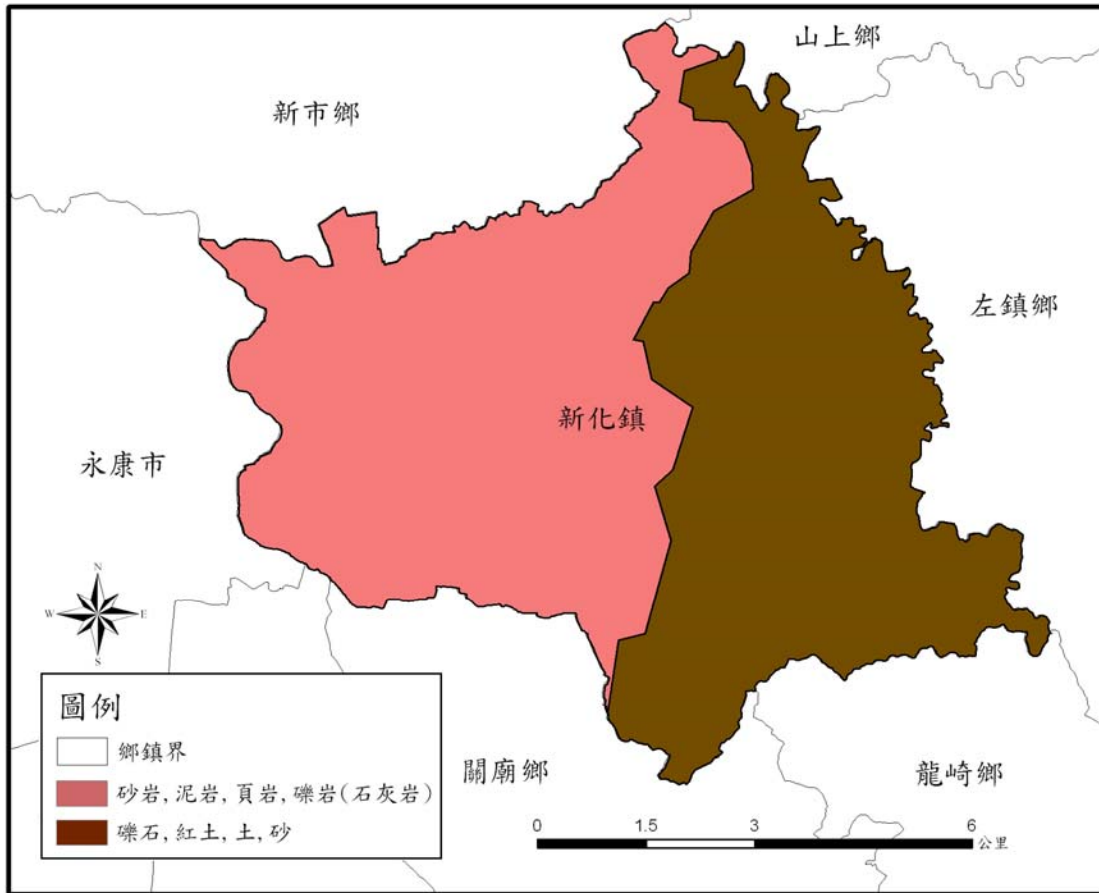 山上鄉
新市鄉
左鎮鄉
新化鎮
永康市
N
W E
S
圖例
鄉鎮界
砂岩,泥岩,頁岩,礫岩(石灰岩)
礫石,紅土,土,砂
關廟鄉
龍崎鄉
0 1.5 3 6
公里